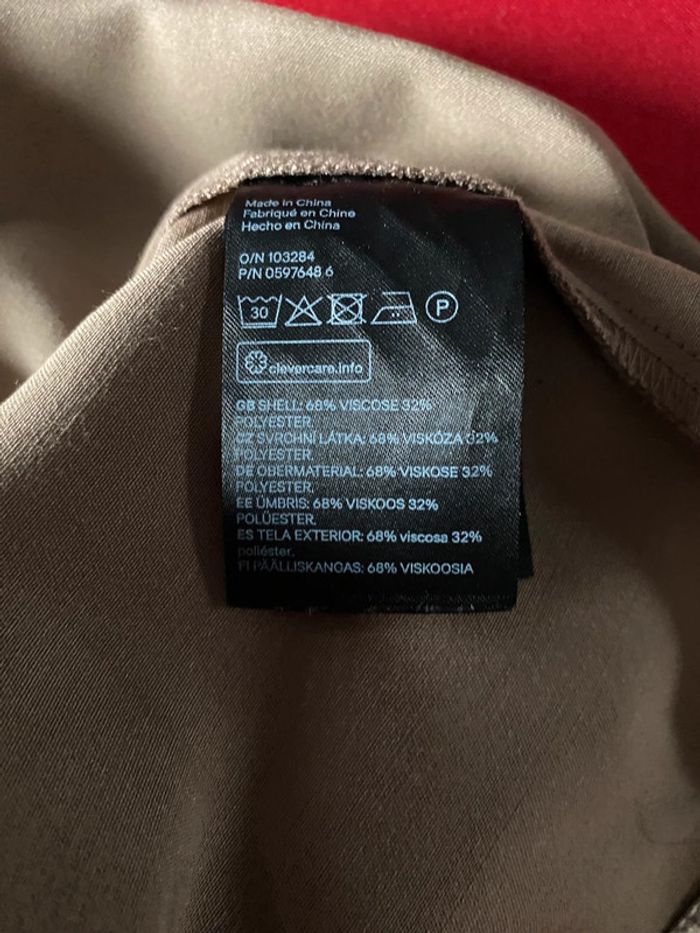 Made in China
Fabriqué en Chine
Hecho en China
O/N 103284
P/N 0597648 6
30 P
clevercare.info
GB SHELL: 68% VISCOSE 32%
POLYESTER.
CZ SVRCHNÍ LÁTKA: 68% VISKÓZA 32%
POLYESTER.
DE OBERMATERIAL: 68% VISKOSE 32%
POLYESTER.
EE ÜMBRIS: 68% VISKOOS 32%
POLÜESTER.
ES TELA EXTERIOR: 68% viscosa 32%
poliéster.
FI PÄÄLLISKANGAS: 68% VISKOOSIA